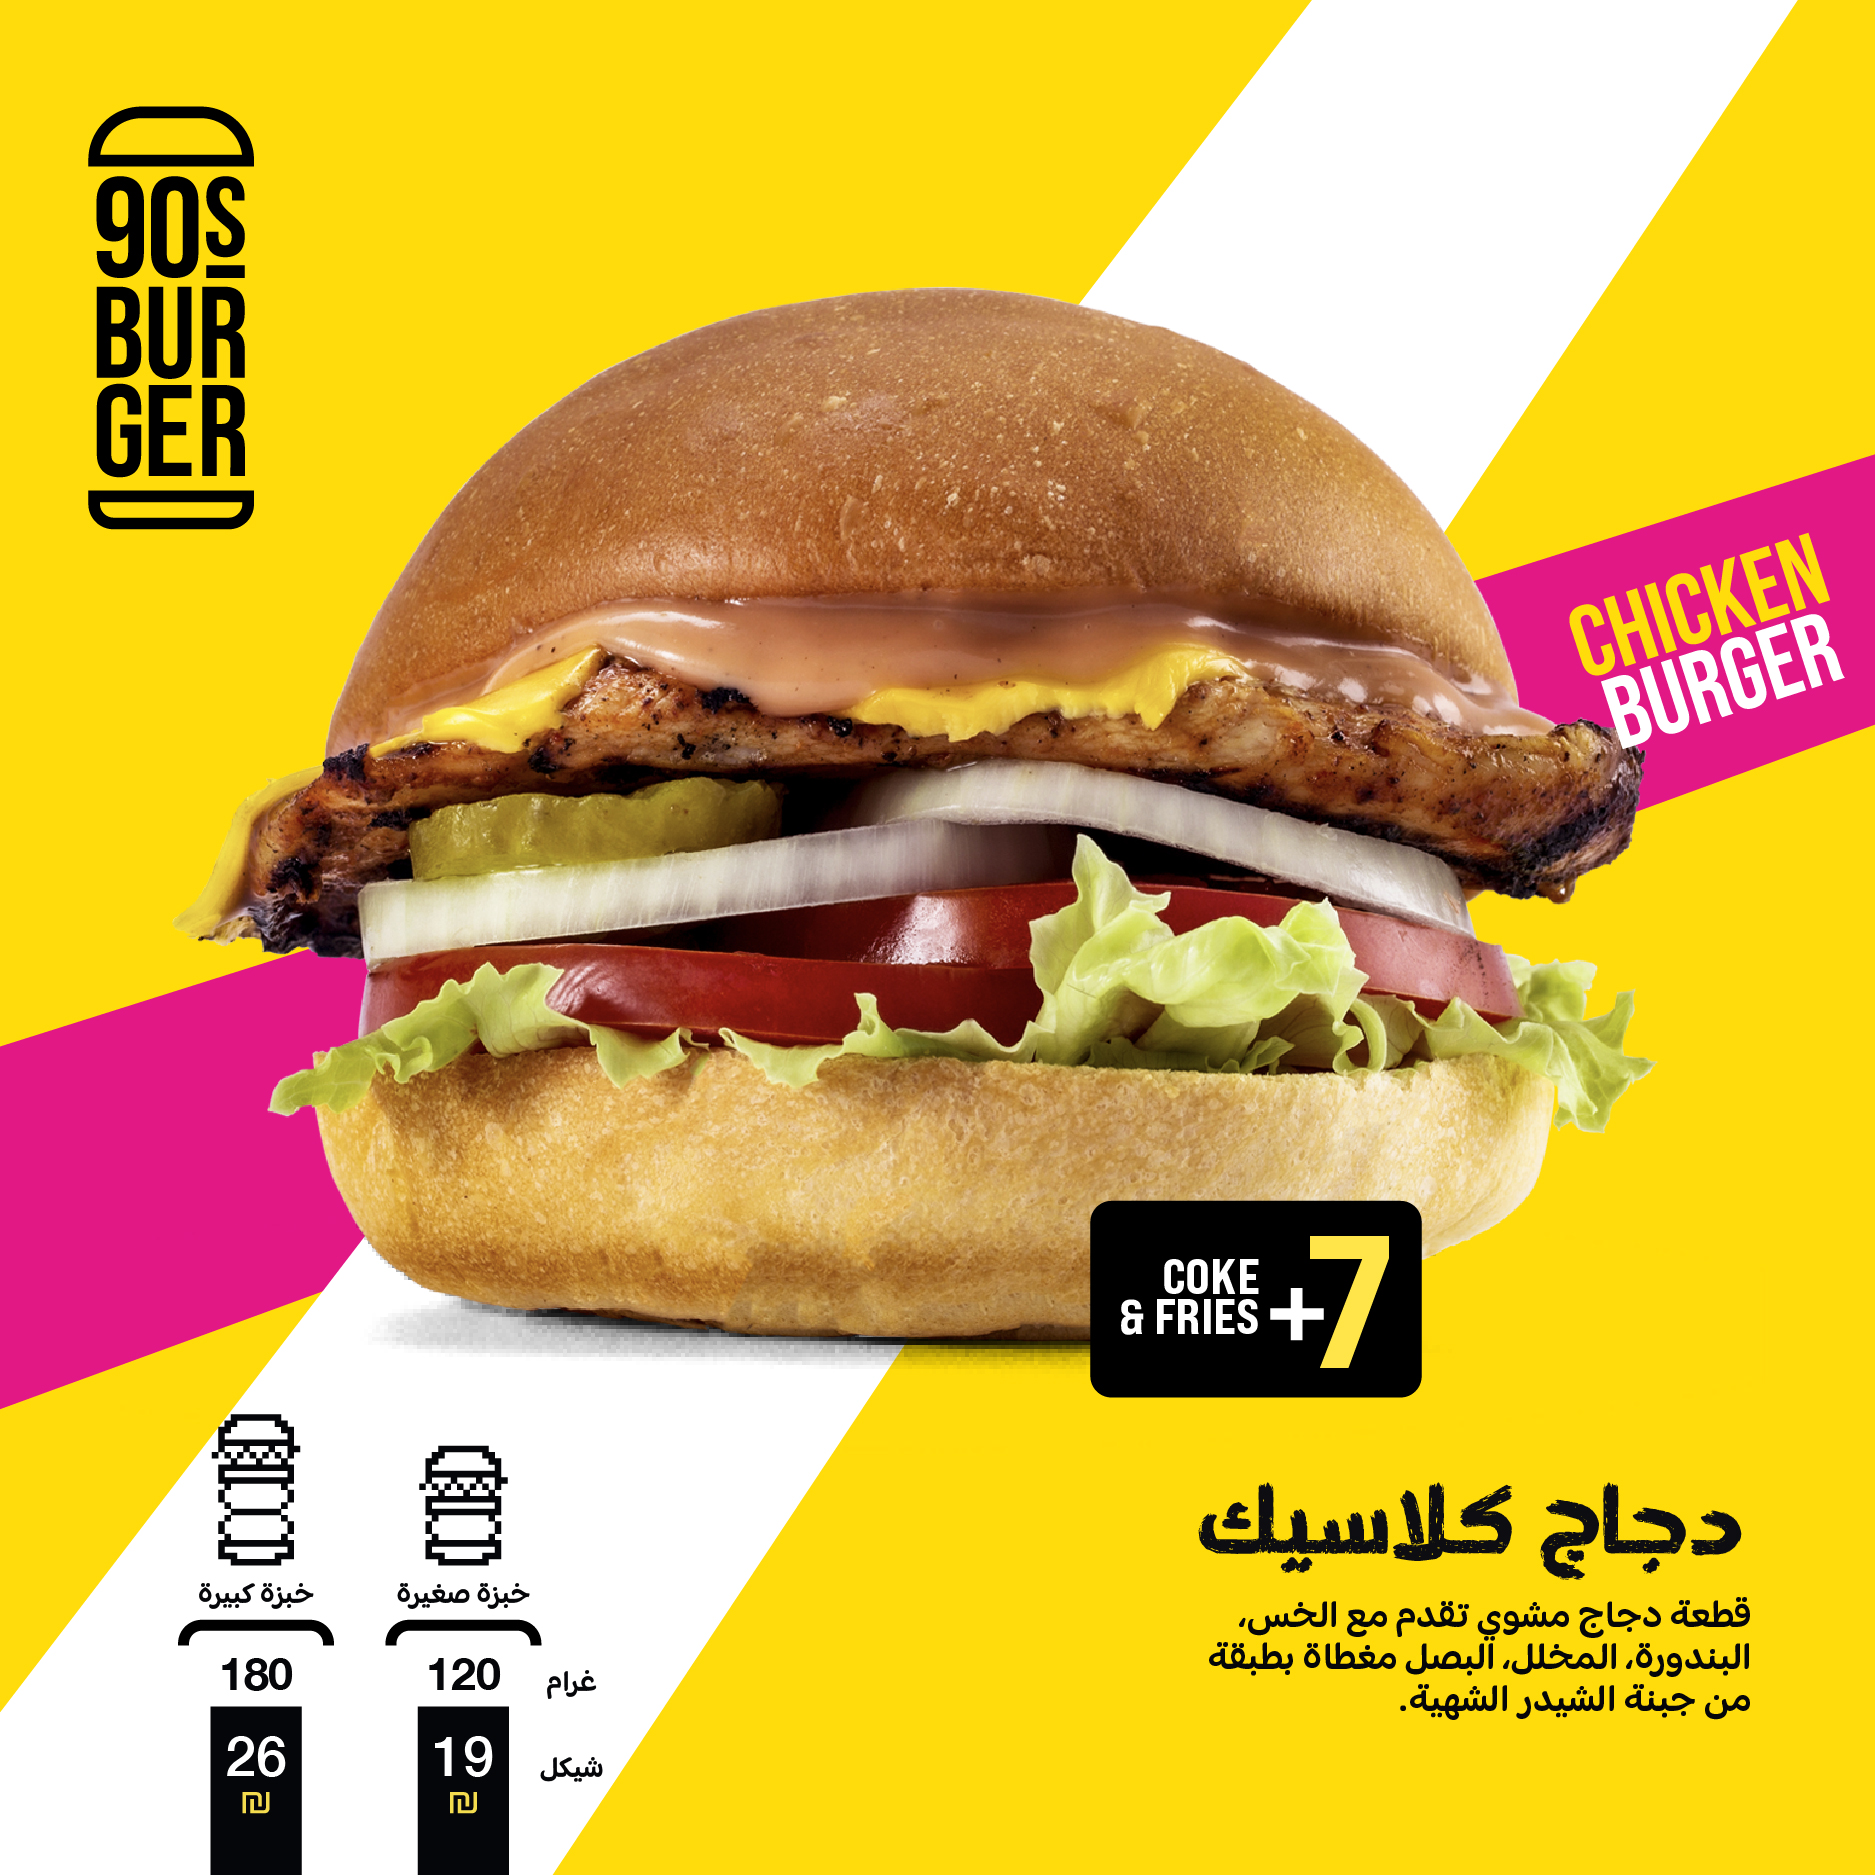 90s
BUR
GER
CHICKEN
BURGER
COKE
& FRIES +7
دجاج كلاسيك
قطعة دجاج مشوي تقدم مع الخس،
البندورة، المخلل، البصل مغطاة بطبقة
من جبنة الشيدر الشهية.
خبزة كبيرة
خبزة صغيرة
180 120 غرام
26 19 شيكل
₪ ₪